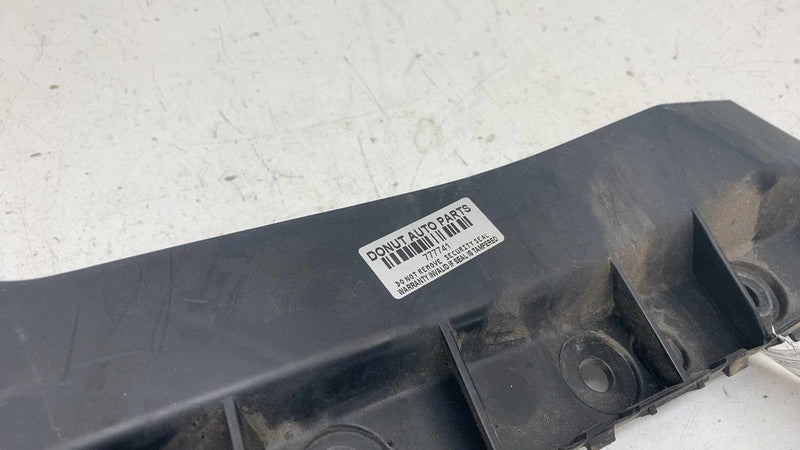 DONUT AUTO PARTS
777741
DO NOT REMOVE SECURITY SEAL
WARRANTY INVALID IF SEAL IS TAMPERED